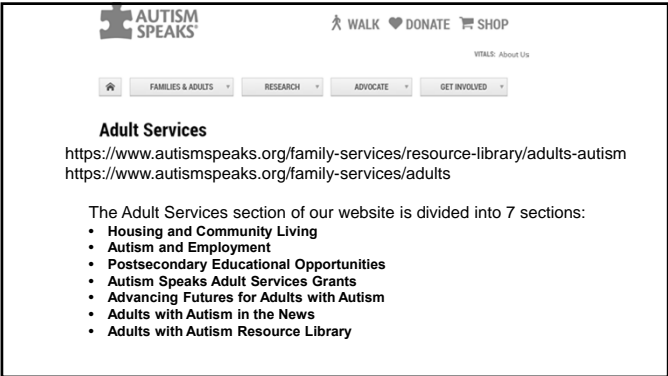 AUTISM
SPEAKS®
WALK DONATE SHOP
VITALS: About Us
FAMILIES & ADULTS RESEARCH ADVOCATE GET INVOLVED
Adult Services
https://www.autismspeaks.org/family-services/resource-library/adults-autism
https://www.autismspeaks.org/family-services/adults
The Adult Services section of our website is divided into 7 sections:
• Housing and Community Living
• Autism and Employment
• Postsecondary Educational Opportunities
• Autism Speaks Adult Services Grants
• Advancing Futures for Adults with Autism
• Adults with Autism in the News
• Adults with Autism Resource Library